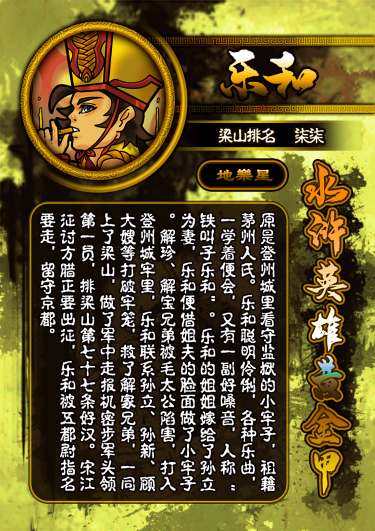 乐和
梁山排名 柒柒
地樂星
水浒英雄黄金甲
原是登州城里看守监狱的小牢子，祖籍
茅州人氏。乐和聪明伶俐，各种乐曲，
一学着便会，又有一副好嗓音，人称“
铁叫子乐和”。乐和的姐姐嫁给了孙立
为妻，乐和便借姐夫的脸面做了小牢子
。解珍、解宝兄弟被毛太公陷害，打入
登州城牢里，乐和联系孙立、孙新、顾
大嫂等打破牢笼，救了解家兄弟，一同
上了梁山，做了军中走报机密步军头领
第一员，排梁山第七十七条好汉。宋江
征讨方腊正要出征，乐和被王都尉指名
要走，留守京都。